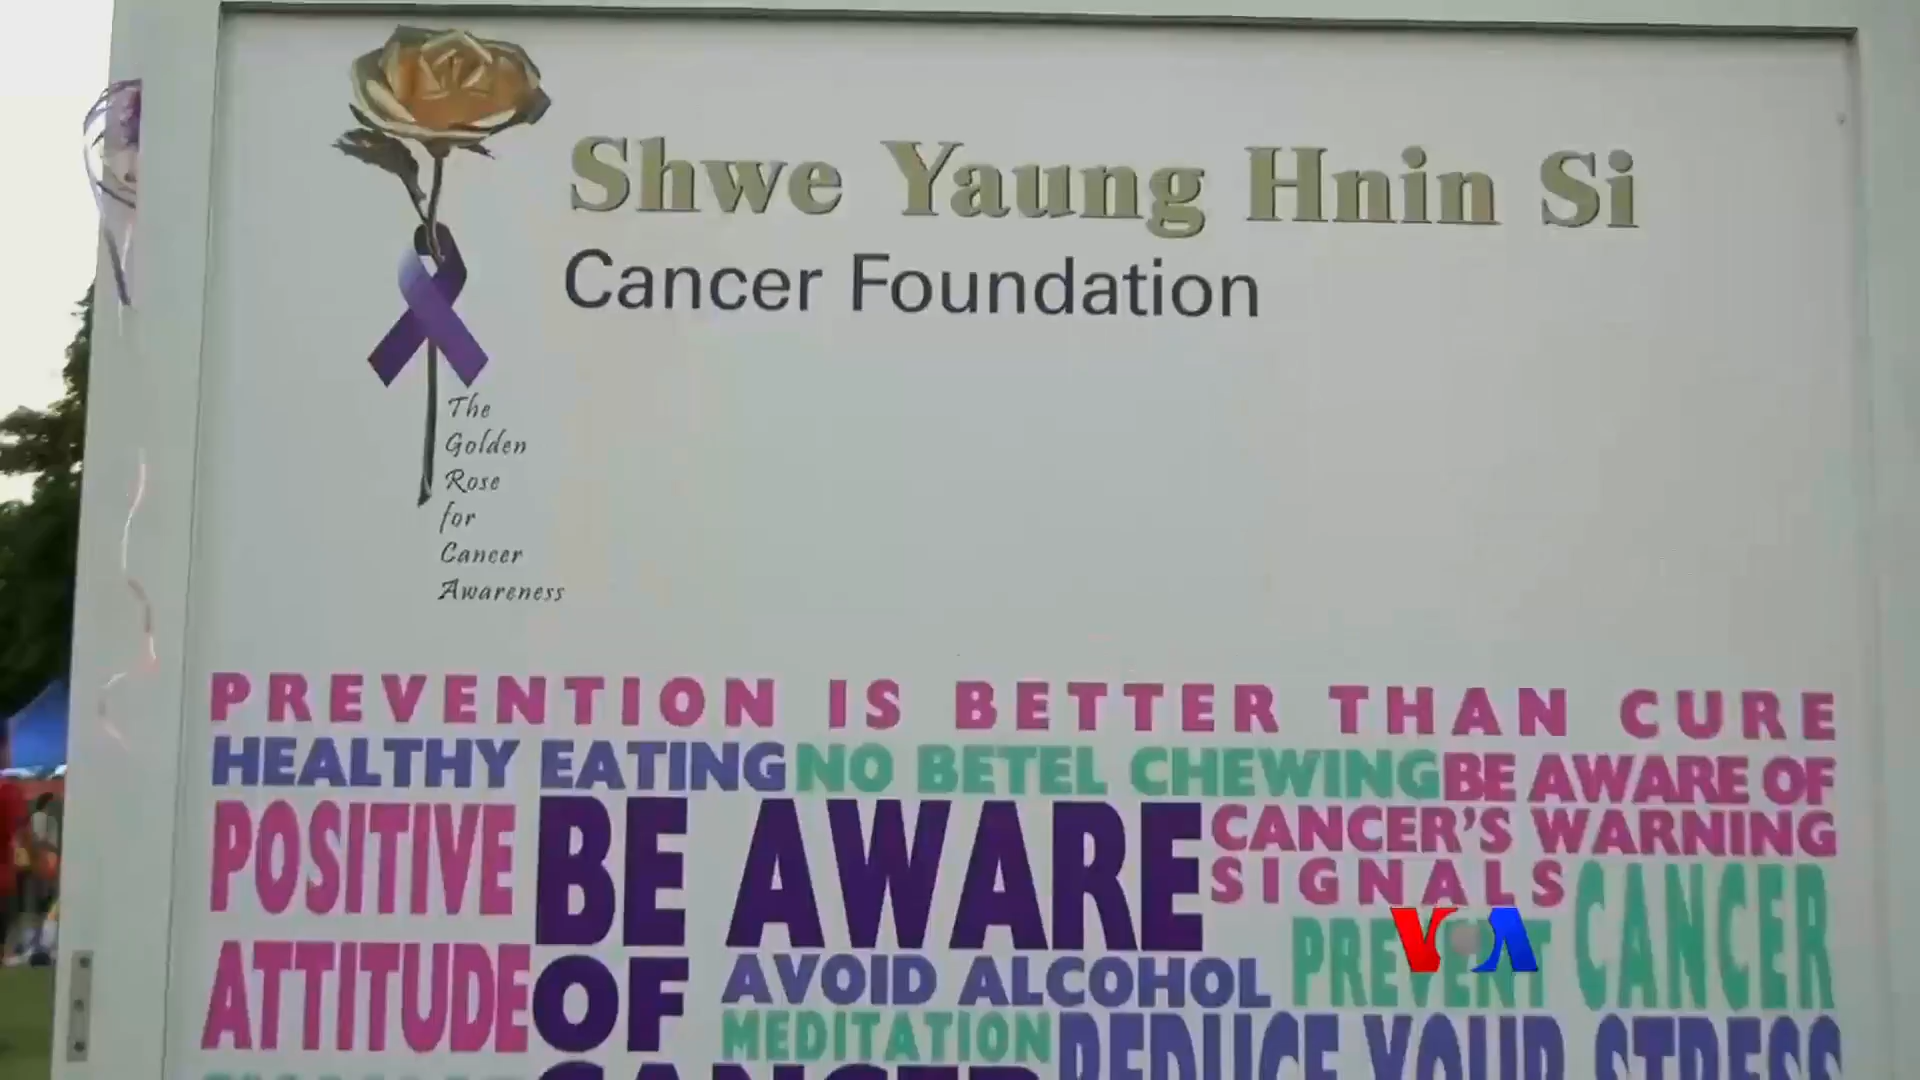 Shwe Yaung Hnin Si
Cancer Foundation
The
Golden
Rose
for
Cancer
Awareness
PREVENTION IS BETTER THAN CURE
HEALTHY EATING NO BETEL CHEWING BE AWARE OF
CANCER'S WARNING
SIGNALS
POSITIVE
ATTITUDE
BE AWARE
OF
CANCER
AVOID ALCOHOL
PREVENT CANCER
MEDITATION
REDUCE YOUR STRESS
VOA